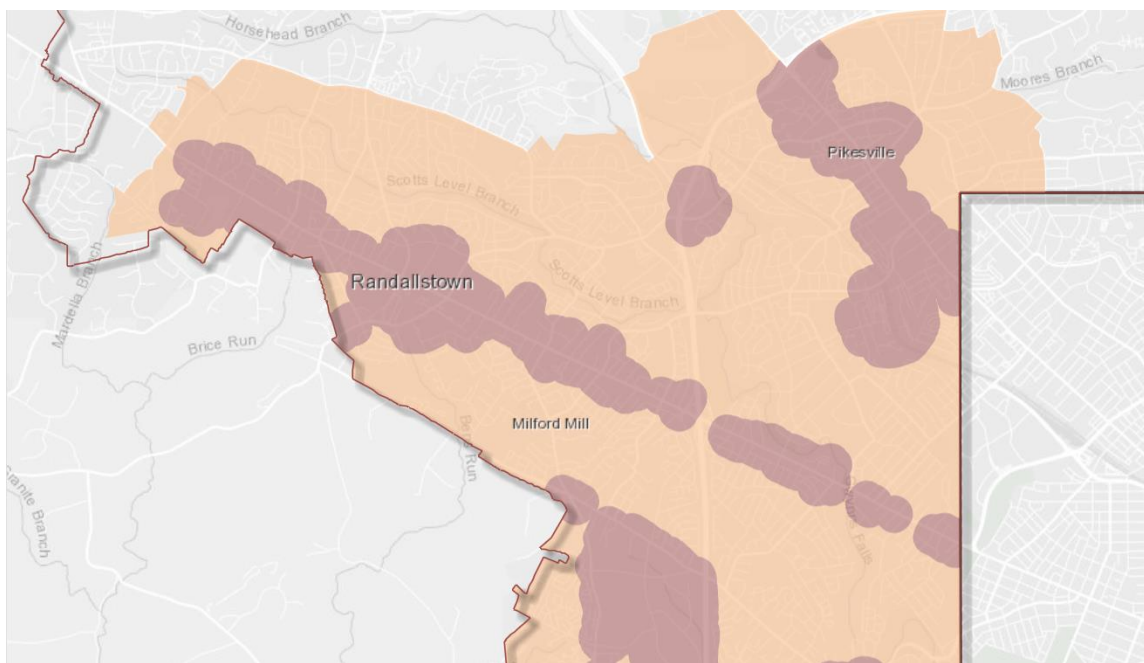 Horsehead Branch
Moores Branch
Pikesville
Scotts Level Branch
Mardella Branch
Scotts Level Branch
Randallstown
Brice Run
Milford Mill
Run
Granite Branch
Falls